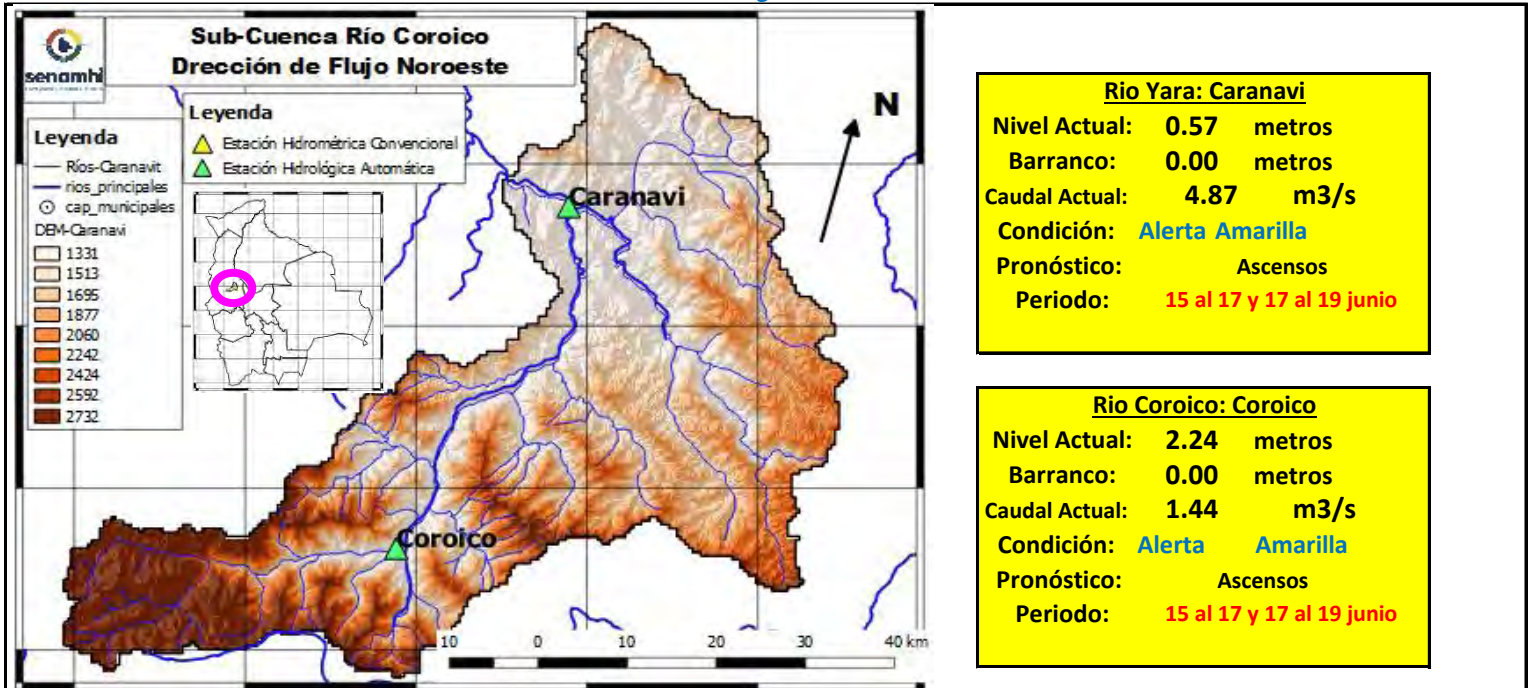 senamhi
Sub-Cuenca Río Coroico
Drección de Flujo Noroeste
Leyenda
Estación Hidrométrica Convencional
Estación Hidrológica Automática
Leyenda
Ríos-Caranavit
rios_principales
cap_municipales
DEM-Caranavi
1331
1513
1695
1877
2060
2242
2424
2592
2732
N
Caranavi
Coroico
10 0 10 20 30 40 km
Rio Yara: Caranavi
Nivel Actual: 0.57 metros
Barranco: 0.00 metros
Caudal Actual: 4.87 m3/s
Condición: Alerta Amarilla
Pronóstico: Ascensos
Periodo: 15 al 17 y 17 al 19 junio
Rio Coroico: Coroico
Nivel Actual: 2.24 metros
Barranco: 0.00 metros
Caudal Actual: 1.44 m3/s
Condición: Alerta Amarilla
Pronóstico: Ascensos
Periodo: 15 al 17 y 17 al 19 junio